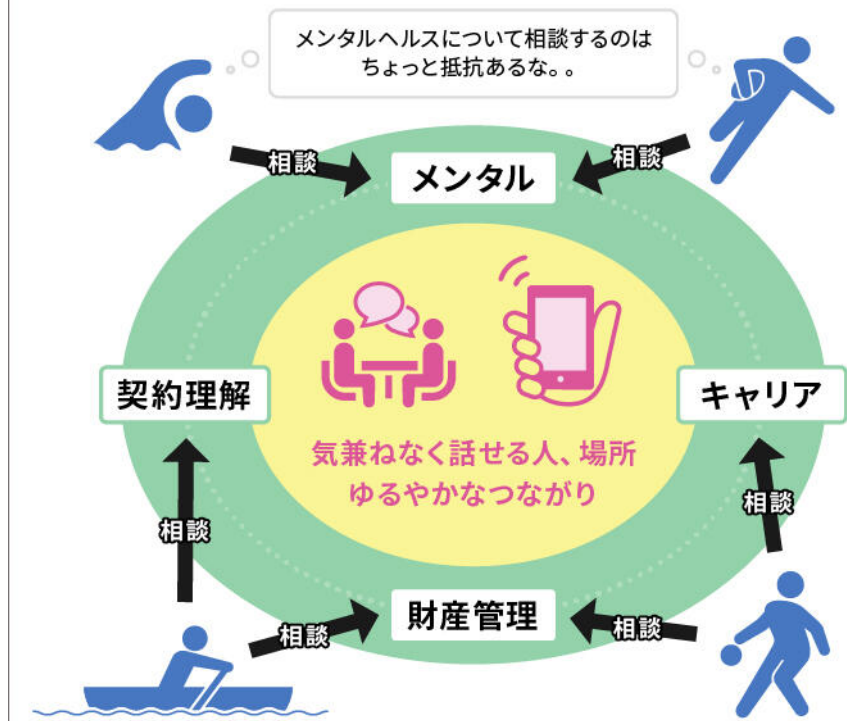 メンタルヘルスについて相談するのは
ちょっと抵抗あるな。。
相談
相談
メンタル
契約理解
キャリア
気兼ねなく話せる人、場所
ゆるやかなつながり
相談
相談
財産管理
相談
相談